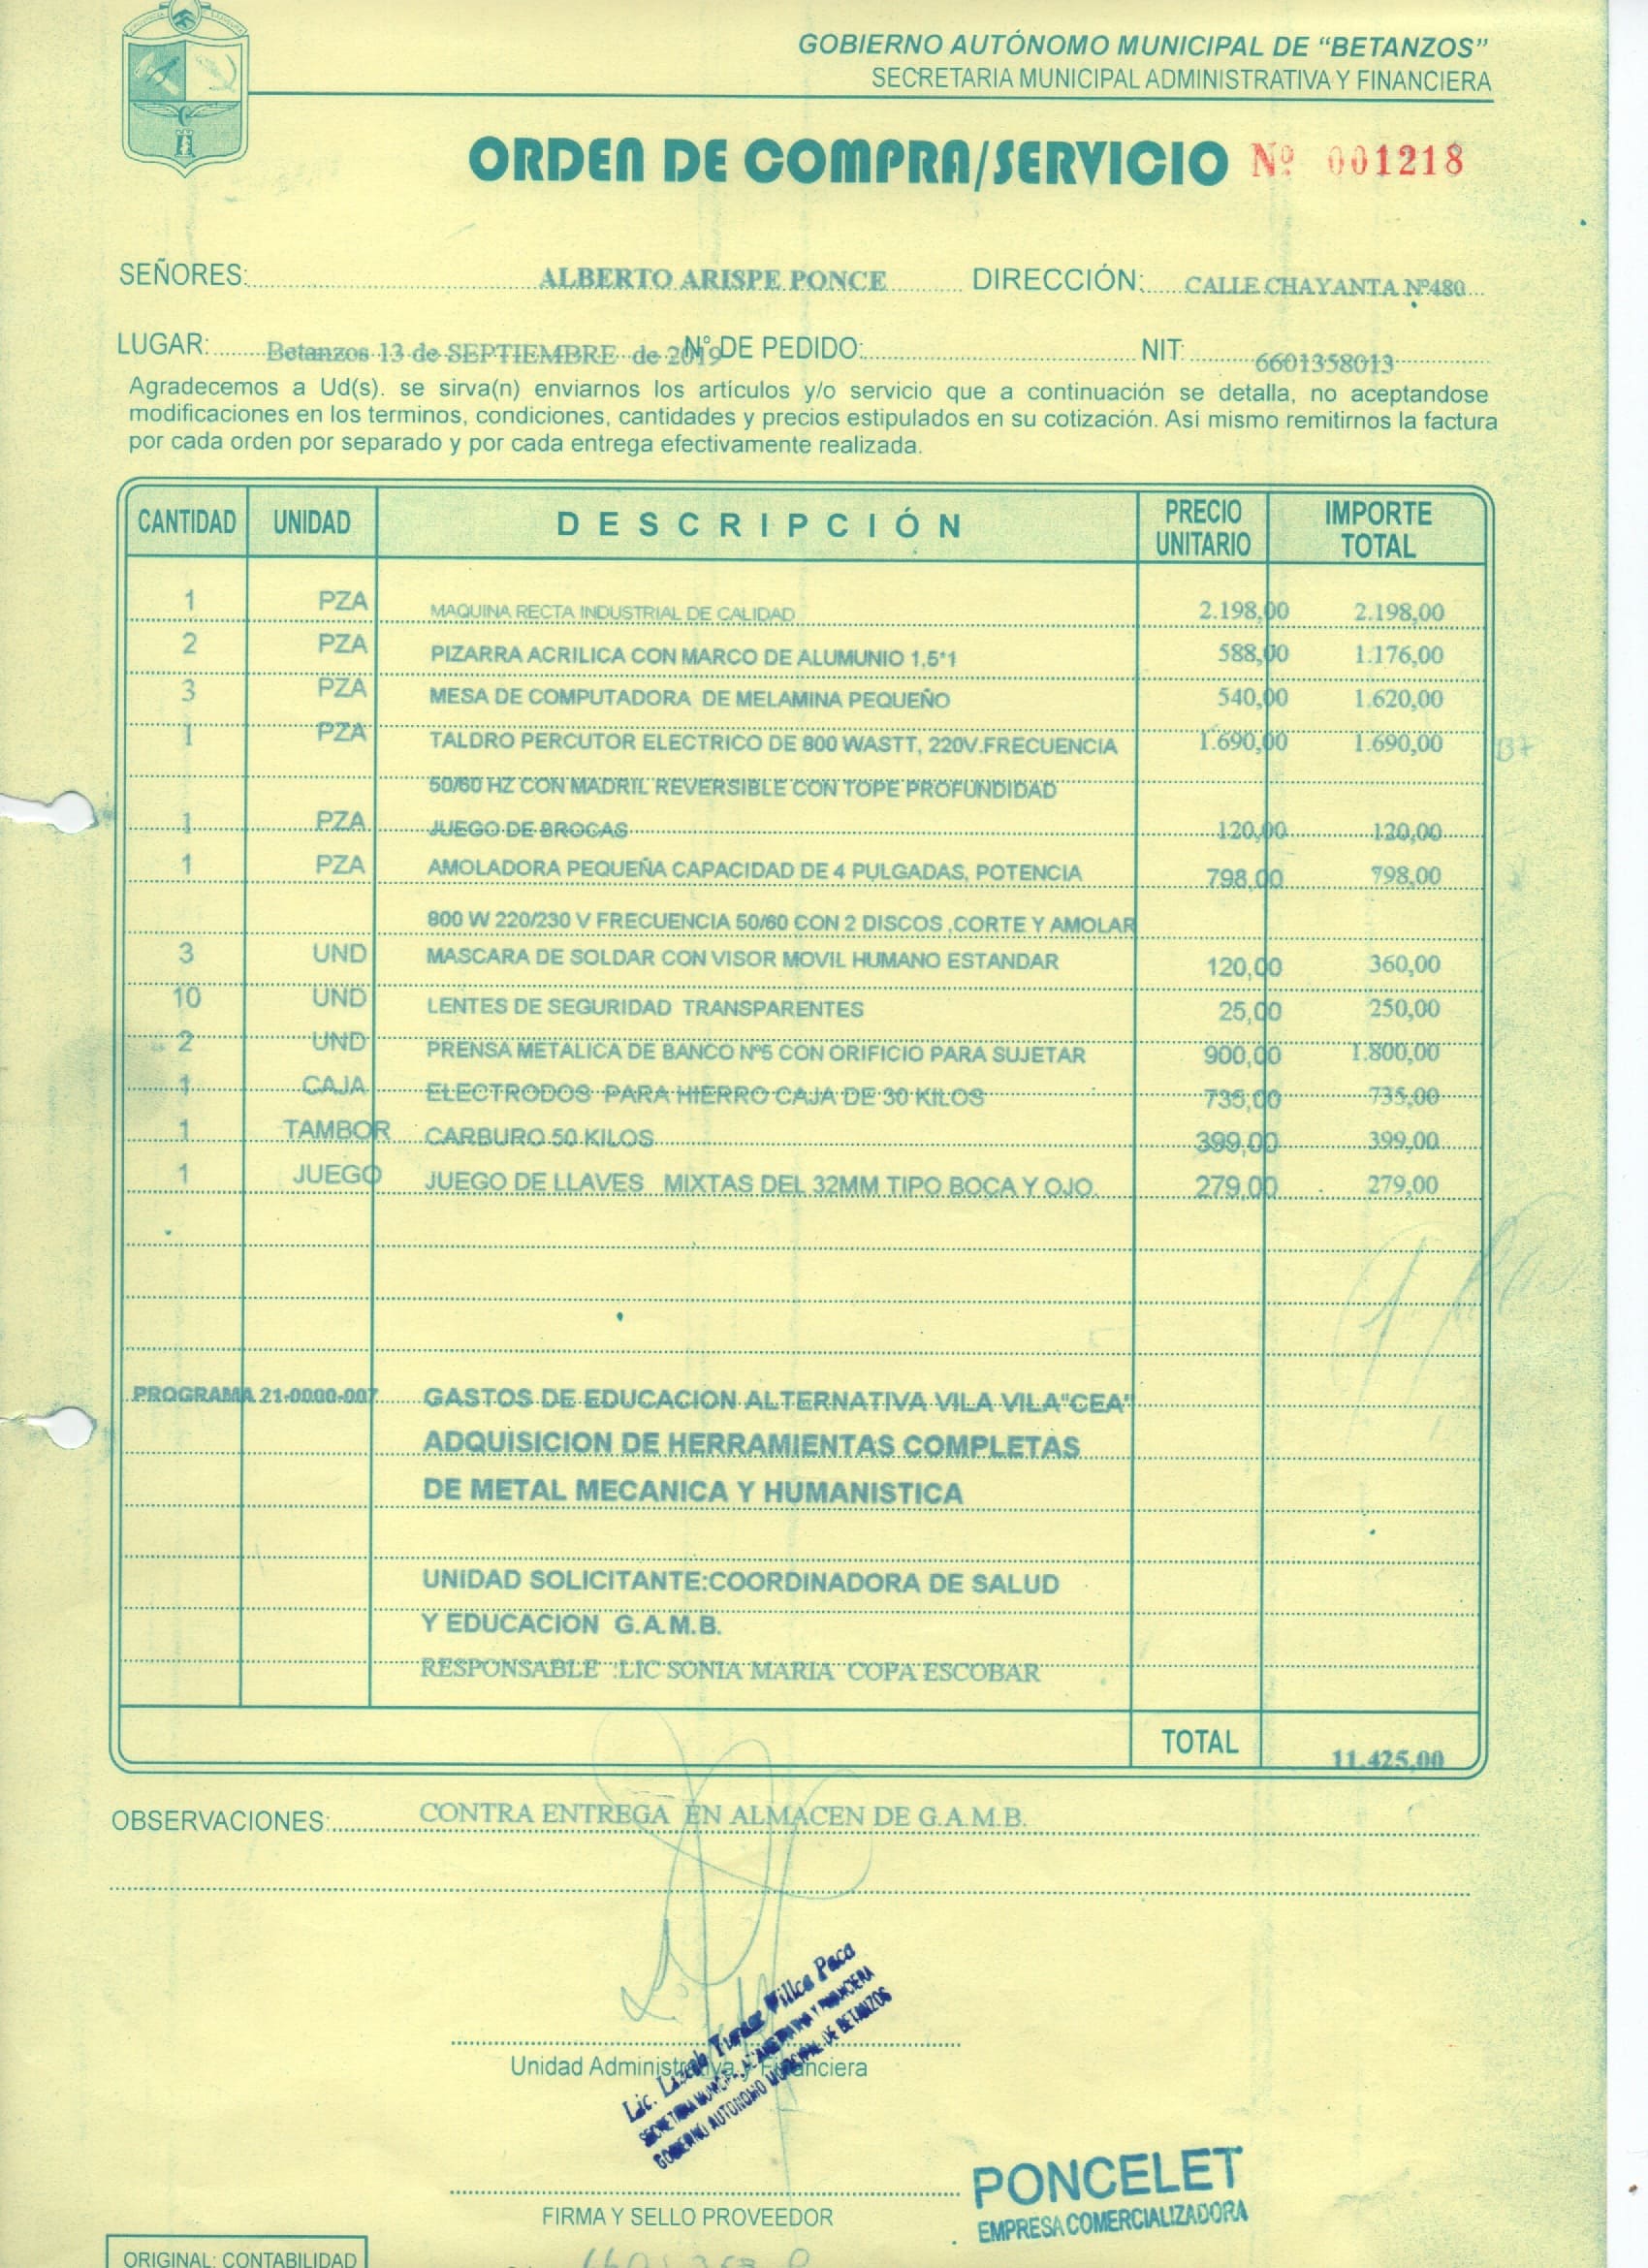 GOBIERNO AUTÓNOMO MUNICIPAL DE “BETANZOS”
SECRETARIA MUNICIPAL ADMINISTRATIVA Y FINANCIERA
ORDEN DE COMPRA/SERVICIO Nº 001218
SEÑORES: ALBERTO ARISPE PONCE DIRECCIÓN: CALLE CHAYANTA Nº480
LUGAR: Betanzos 13 de SEPTIEMBRE de 2019 N° DE PEDIDO: NIT: 6601358013
Agradecemos a Ud(s). se sirva(n) enviarnos los artículos y/o servicio que a continuación se detalla, no aceptandose
modificaciones en los terminos, condiciones, cantidades y precios estipulados en su cotización. Asi mismo remitirnos la factura
por cada orden por separado y por cada entrega efectivamente realizada.
CANTIDAD UNIDAD DESCRIPCIÓN PRECIO UNITARIO IMPORTE TOTAL
1 PZA MAQUINA RECTA INDUSTRIAL DE CALIDAD 2.198,00 2.198,00
2 PZA PIZARRA ACRILICA CON MARCO DE ALUMUNIO 1,5*1 588,00 1.176,00
3 PZA MESA DE COMPUTADORA DE MELAMINA PEQUEÑO 540,00 1.620,00
1 PZA TALDRO PERCUTOR ELECTRICO DE 800 WASTT, 220V.FRECUENCIA 1.690,00 1.690,00
50/60 HZ CON MADRIL REVERSIBLE CON TOPE PROFUNDIDAD
1 PZA JUEGO DE BROCAS 120,00 120,00
1 PZA AMOLADORA PEQUEÑA CAPACIDAD DE 4 PULGADAS, POTENCIA 798,00 798,00
800 W 220/230 V FRECUENCIA 50/60 CON 2 DISCOS ,CORTE Y AMOLAR
3 UND MASCARA DE SOLDAR CON VISOR MOVIL HUMANO ESTANDAR 120,00 360,00
10 UND LENTES DE SEGURIDAD TRANSPARENTES 25,00 250,00
2 UND PRENSA METALICA DE BANCO Nº5 CON ORIFICIO PARA SUJETAR 900,00 1.800,00
1 CAJA ELECTRODOS PARA HIERRO CAJA DE 30 KILOS 735,00 735,00
1 TAMBOR CARBURO 50 KILOS 399,00 399,00
1 JUEGO JUEGO DE LLAVES MIXTAS DEL 32MM TIPO BOCA Y OJO 279,00 279,00
PROGRAMA 21-0000-007 GASTOS DE EDUCACION ALTERNATIVA VILA VILA"CEA"
ADQUISICION DE HERRAMIENTAS COMPLETAS
DE METAL MECANICA Y HUMANISTICA
UNIDAD SOLICITANTE:COORDINADORA DE SALUD
Y EDUCACION G.A.M.B.
RESPONSABLE :LIC SONIA MARIA COPA ESCOBAR
TOTAL 11.425,00
OBSERVACIONES: CONTRA ENTREGA EN ALMACEN DE G.A.M.B.
Unidad Administrativa y Financiera
Lic. Lizeth Villca Paca
SECRETARIA MUNICIPAL ADMINISTRATIVA Y FINANCIERA
GOBIERNO AUTONOMO MUNICIPAL DE BETANZOS
FIRMA Y SELLO PROVEEDOR
PONCELET
EMPRESA COMERCIALIZADORA
ORIGINAL: CONTABILIDAD